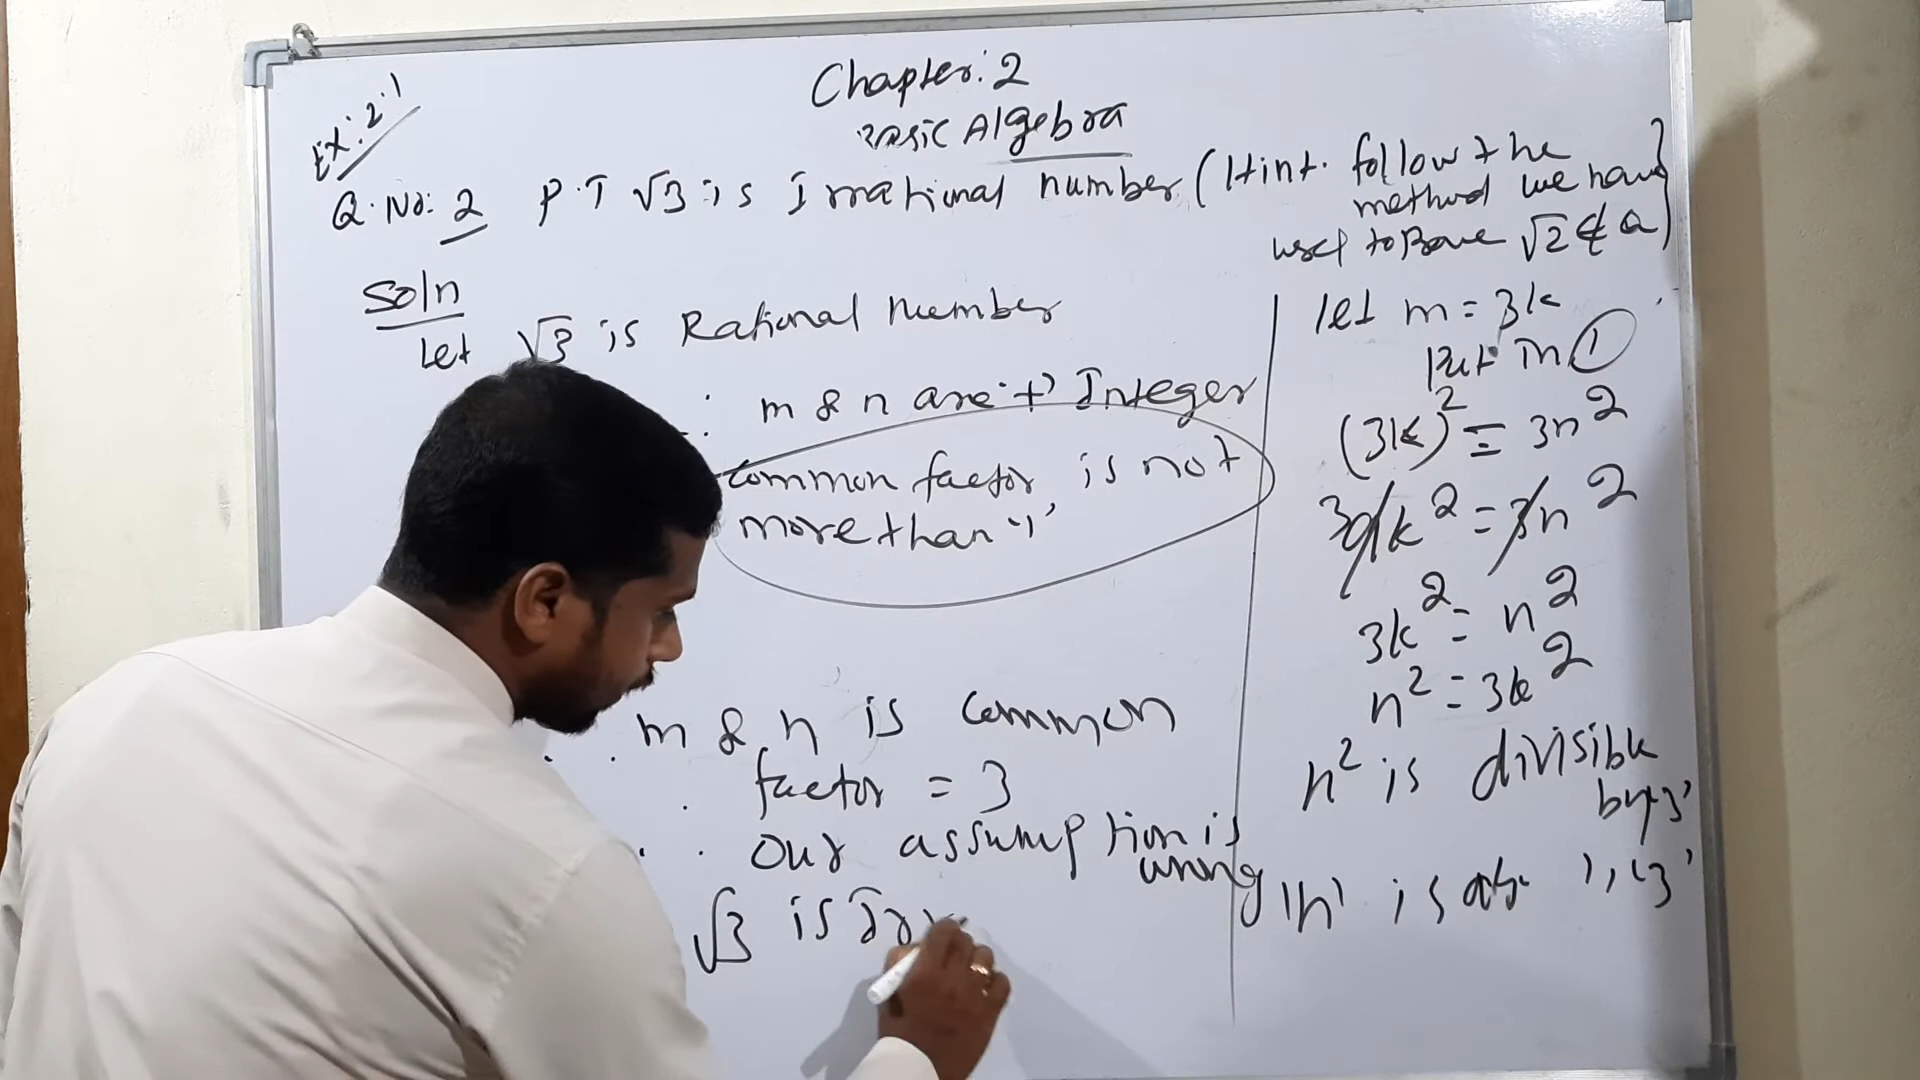 Ex: 2.1
Chapter: 2
Basic Algebra
Q. No: 2 P.T √3 is Irrational number (Hint. follow the
method we have
used to Prove √2 ∉ Q)
Soln
Let √3 is Rational Number
∴ m & n are +' Integer
Common factor is not
more than '1'
∴ m & n is common
factor = 3
∴ our assumption is
wrong
√3 is Irr
let m = 3k
Put in ①
(3k)² = 3n²
3 9k² = 3n²
3k² = n²
n² = 3k²
n² is divisible
by '3'
'n' is also '' '3'